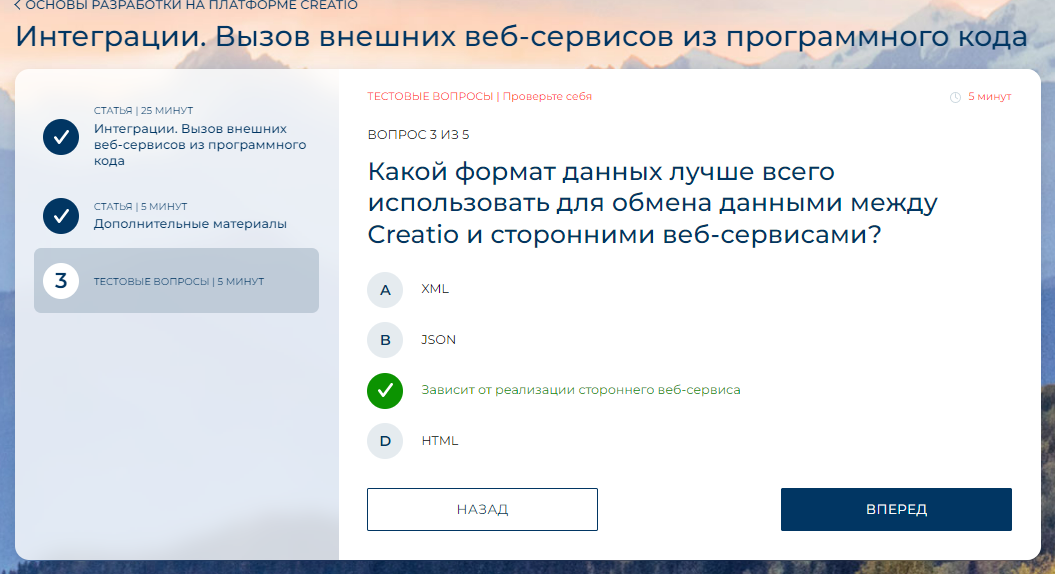 ОСНОВЫ РАЗРАБОТКИ НА ПЛАТФОРМЕ CREATIO
Интеграции. Вызов внешних веб-сервисов из программного кода
СТАТЬЯ | 25 МИНУТ
Интеграции. Вызов внешних
веб-сервисов из программного
кода
СТАТЬЯ | 5 МИНУТ
Дополнительные материалы
3
ТЕСТОВЫЕ ВОПРОСЫ | 5 МИНУТ
ТЕСТОВЫЕ ВОПРОСЫ | Проверьте себя
5 минут
ВОПРОС 3 ИЗ 5
Какой формат данных лучше всего
использовать для обмена данными между
Creatio и сторонними веб-сервисами?
A XML
B JSON
Зависит от реализации стороннего веб-сервиса
D HTML
НАЗАД
ВПЕРЕД